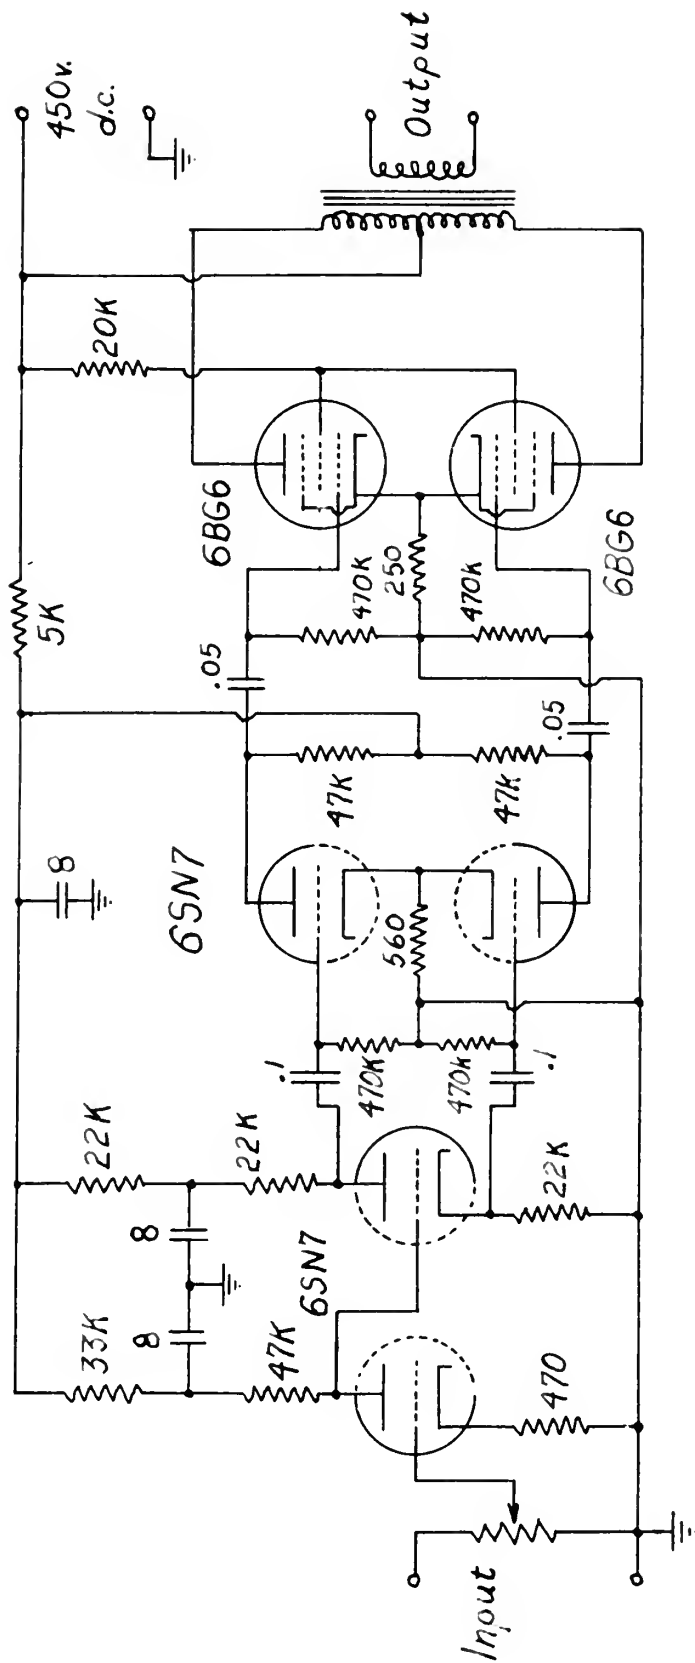 33K
22K
8
5K
20K
450v.
d.c.
8
8
6SN7
.05
6BG6
47K
22K
.1
6SN7
47K
470K
470K
560
250
Output
470K
470K
Input
47K
470
22K
.1
.05
6BG6